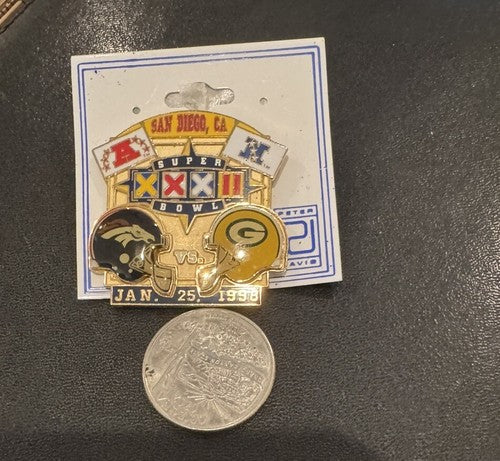 SAN DIEGO, CA
A N
SUPER
XXXII
BOWL
G
VS.
JAN. 25, 1998
PETER
DAVID